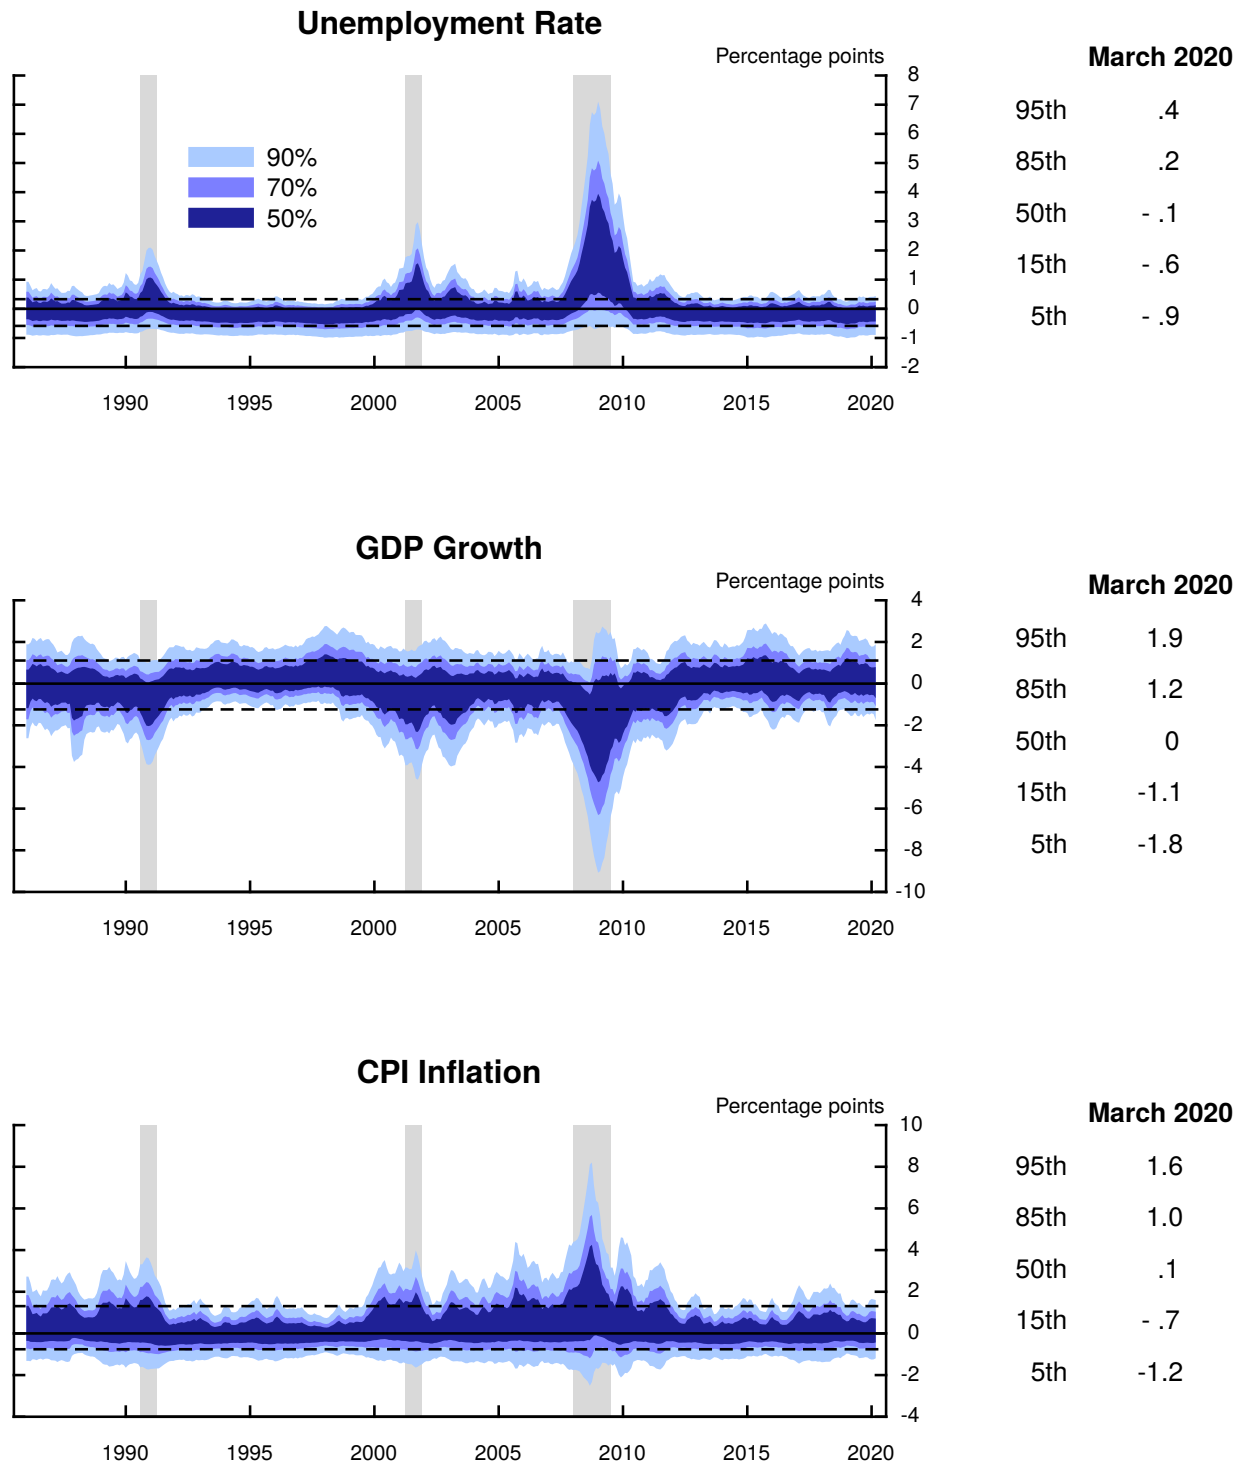 Unemployment Rate
Percentage points
March 2020
8
7
6
5
4
3
2
1
0
-1
-2
90%
70%
50%
95th .4
85th .2
50th - .1
15th - .6
5th - .9
1990 1995 2000 2005 2010 2015 2020
GDP Growth
Percentage points
March 2020
4
2
0
-2
-4
-6
-8
-10
95th 1.9
85th 1.2
50th 0
15th -1.1
5th -1.8
1990 1995 2000 2005 2010 2015 2020
CPI Inflation
Percentage points
March 2020
10
8
6
4
2
0
-2
-4
95th 1.6
85th 1.0
50th .1
15th - .7
5th -1.2
1990 1995 2000 2005 2010 2015 2020